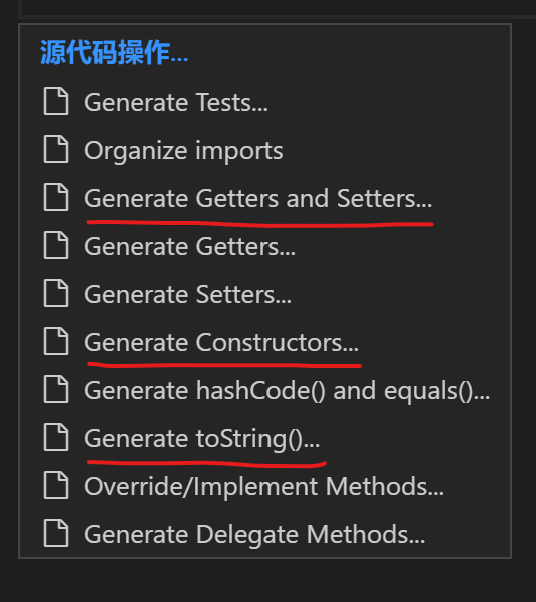 源代码操作...
Generate Tests...
Organize imports
Generate Getters and Setters...
Generate Getters...
Generate Setters...
Generate Constructors...
Generate hashCode() and equals()...
Generate toString()...
Override/Implement Methods...
Generate Delegate Methods...